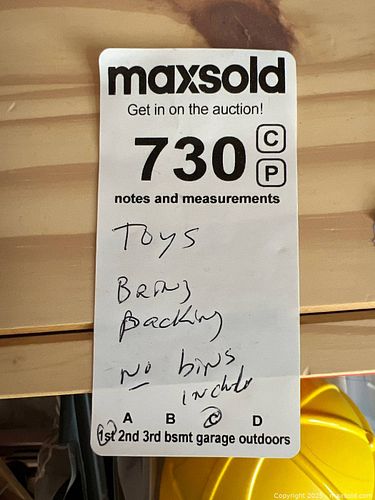 maxsold
Get in on the auction!
730 C
P
notes and measurements
Toys
Bring
packing
no bins
include
A B C D
1st 2nd 3rd bsmt garage outdoors
Copyright 2025 - maxsold.com